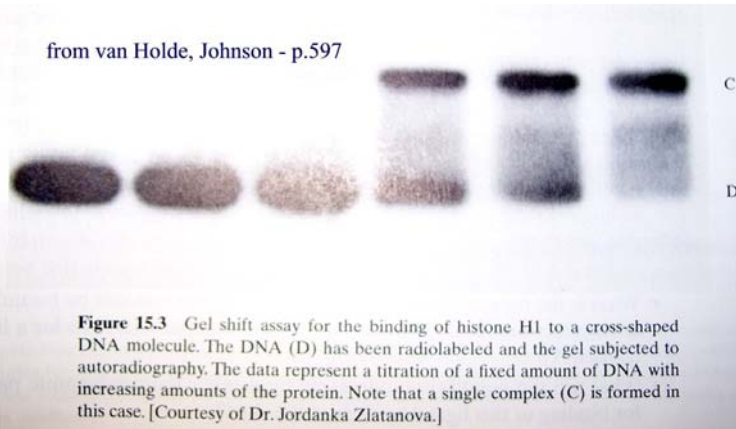 from van Holde, Johnson - p.597
C
D
Figure 15.3 Gel shift assay for the binding of histone H1 to a cross-shaped
DNA molecule. The DNA (D) has been radiolabeled and the gel subjected to
autoradiography. The data represent a titration of a fixed amount of DNA with
increasing amounts of the protein. Note that a single complex (C) is formed in
this case. [Courtesy of Dr. Jordanka Zlatanova.]